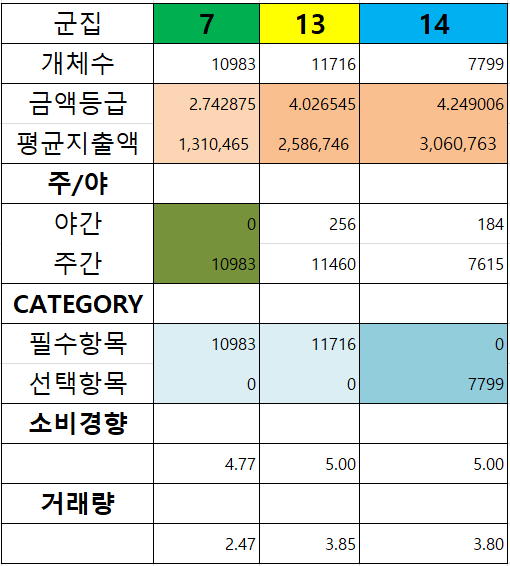 군집 7 13 14
개체수 10983 11716 7799
금액등급 2.742875 4.026545 4.249006
평균지출액 1,310,465 2,586,746 3,060,763
주/야
야간 0 256 184
주간 10983 11460 7615
CATEGORY
필수항목 10983 11716 0
선택항목 0 0 7799
소비경향
4.77 5.00 5.00
거래량
2.47 3.85 3.80